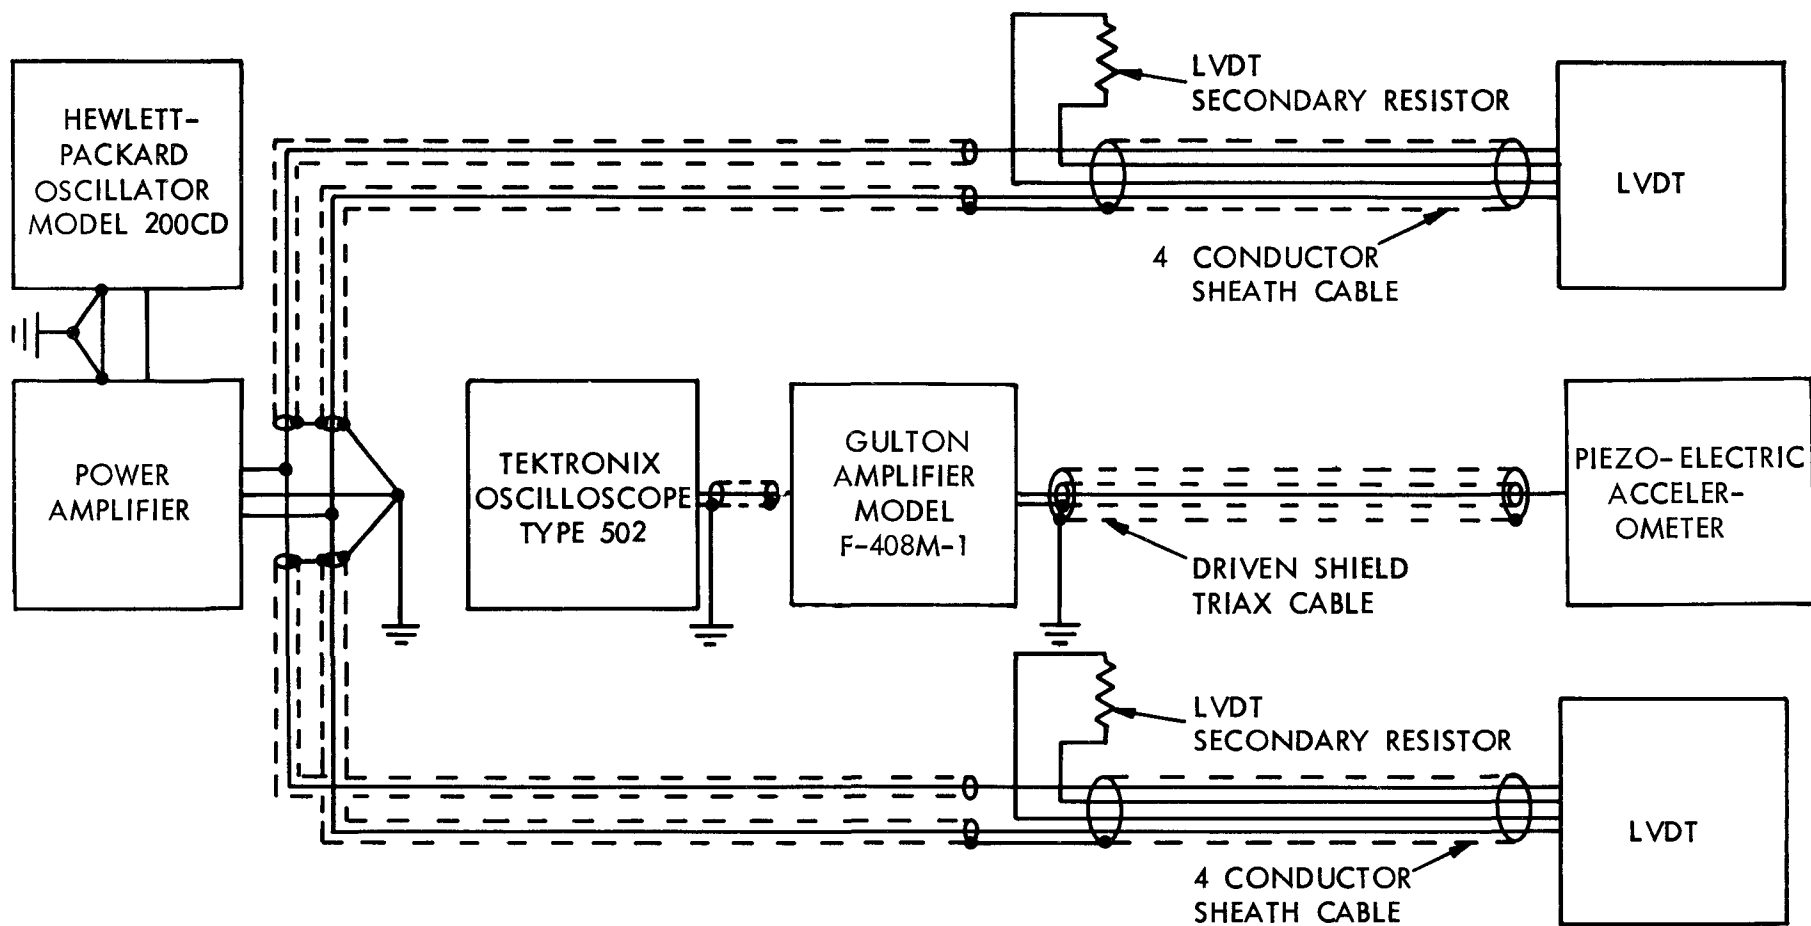 HEWLETT-
PACKARD
OSCILLATOR
MODEL 200CD
LVDT
SECONDARY RESISTOR
LVDT
4 CONDUCTOR
SHEATH CABLE
POWER
AMPLIFIER
TEKTRONIX
OSCILLOSCOPE
TYPE 502
GULTON
AMPLIFIER
MODEL
F-408M-1
PIEZO-ELECTRIC
ACCELER-
OMETER
DRIVEN SHIELD
TRIAX CABLE
LVDT
SECONDARY RESISTOR
LVDT
4 CONDUCTOR
SHEATH CABLE